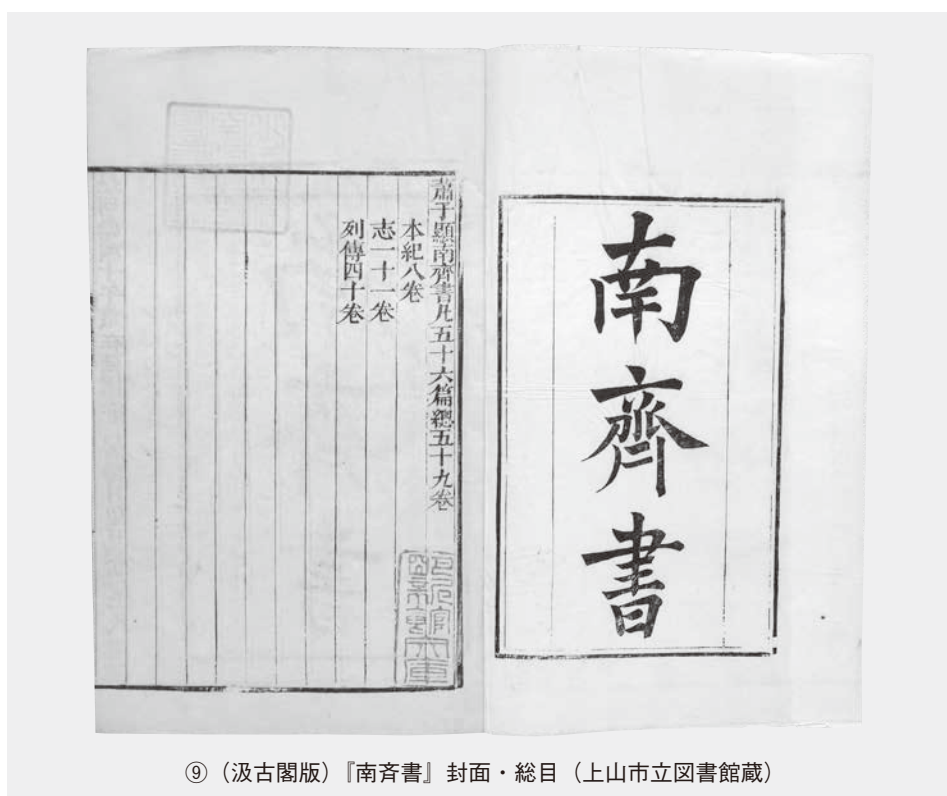 南齊書
蕭子顯南齊書凡五十六篇總五十九卷
本紀八卷
志一十一卷
列傳四十卷
⑨（汲古閣版）『南斉書』封面・総目（上山市立図書館蔵）